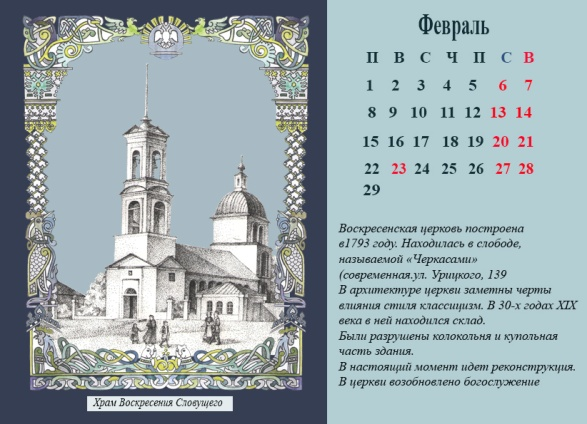 Февраль
П В С Ч П С В
1 2 3 4 5 6 7
8 9 10 11 12 13 14
15 16 17 18 19 20 21
22 23 24 25 26 27 28
29
Воскресенская церковь построена
в1793 году. Находилась в слободе,
называемой «Черкасами»
(современная.ул. Урицкого, 139
В архитектуре церкви заметны черты
влияния стиля классицизм. В 30-х годах XIX
века в ней находился склад.
Были разрушены колокольня и купольная
часть здания.
В настоящий момент идет реконструкция.
В церкви возобновлено богослужение
Храм Воскресения Словущего